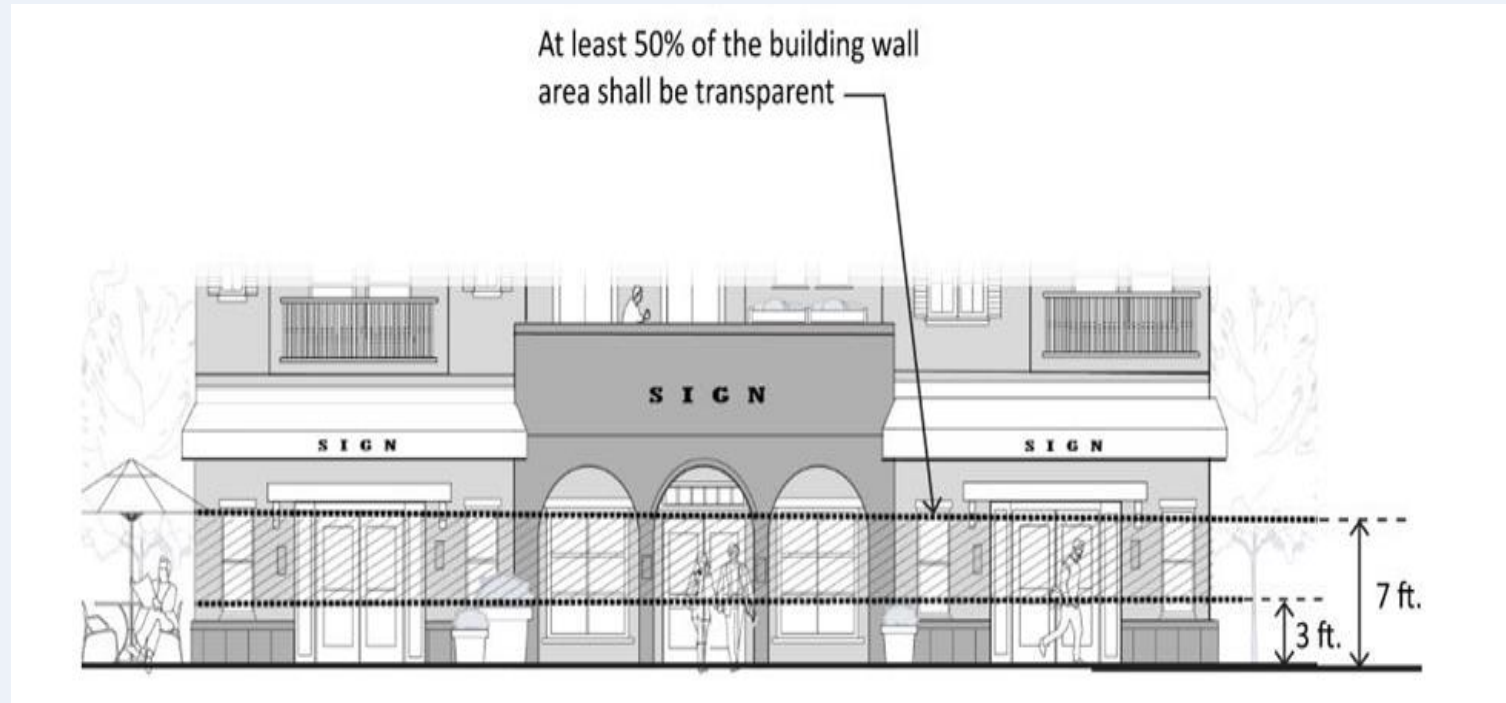 At least 50% of the building wall
area shall be transparent
SIGN
SIGN
SIGN
7 ft.
3 ft.